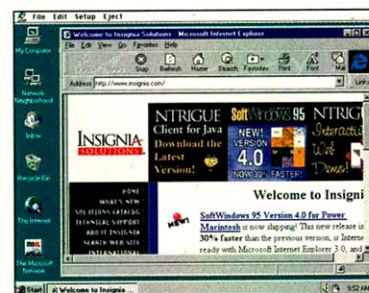 File Edit Setup Eject
Welcome to Insignia Solutions - Microsoft Internet Explorer
File Edit View Go Favorites Help
Stop Refresh Home Search Favorites Print Font Mail
Address http://www.insignia.com/
My Computer
Network Neighborhood
Inbox
Recycle Bin
The Internet
The Microsoft Network
INSIGNIA
SOLUTIONS
NTRIGUE
Client for Java
Download the
Latest
Version!
SoftWindows 95
NEW!
VERSION
4.0
NOW 30% FASTER!
NTRIG
Interacti
Web
Demo!
HOME
WHAT'S NEW
SOLUTIONS CATALOG
TECHNICAL SUPPORT
ABOUT INSIGNIA
SEARCH WEB SITE
INTERNATIONAL
Welcome to Insigni
NEW!
SoftWindows 95 Version 4.0 for Power
Macintosh is now shipping! This new release is
30% faster than the previous version, is Interne
ready with Microsoft Internet Explorer 3.0, and
Start Welcome to Insignia ... 9:52 AM